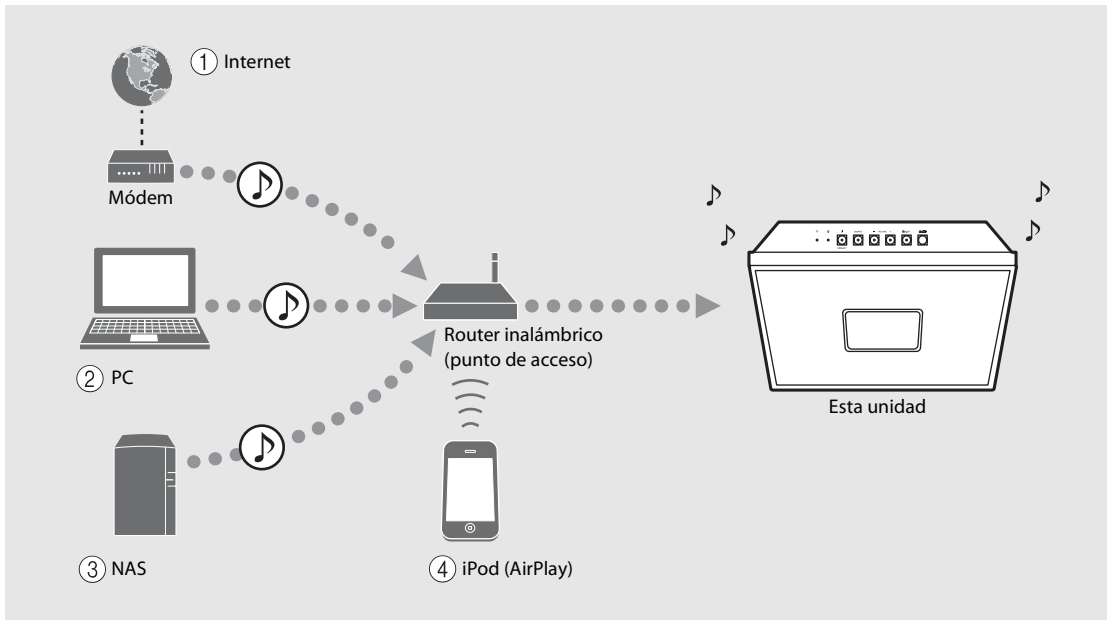 ① Internet
Módem
② PC
Router inalámbrico
(punto de acceso)
Esta unidad
③ NAS
④ iPod (AirPlay)